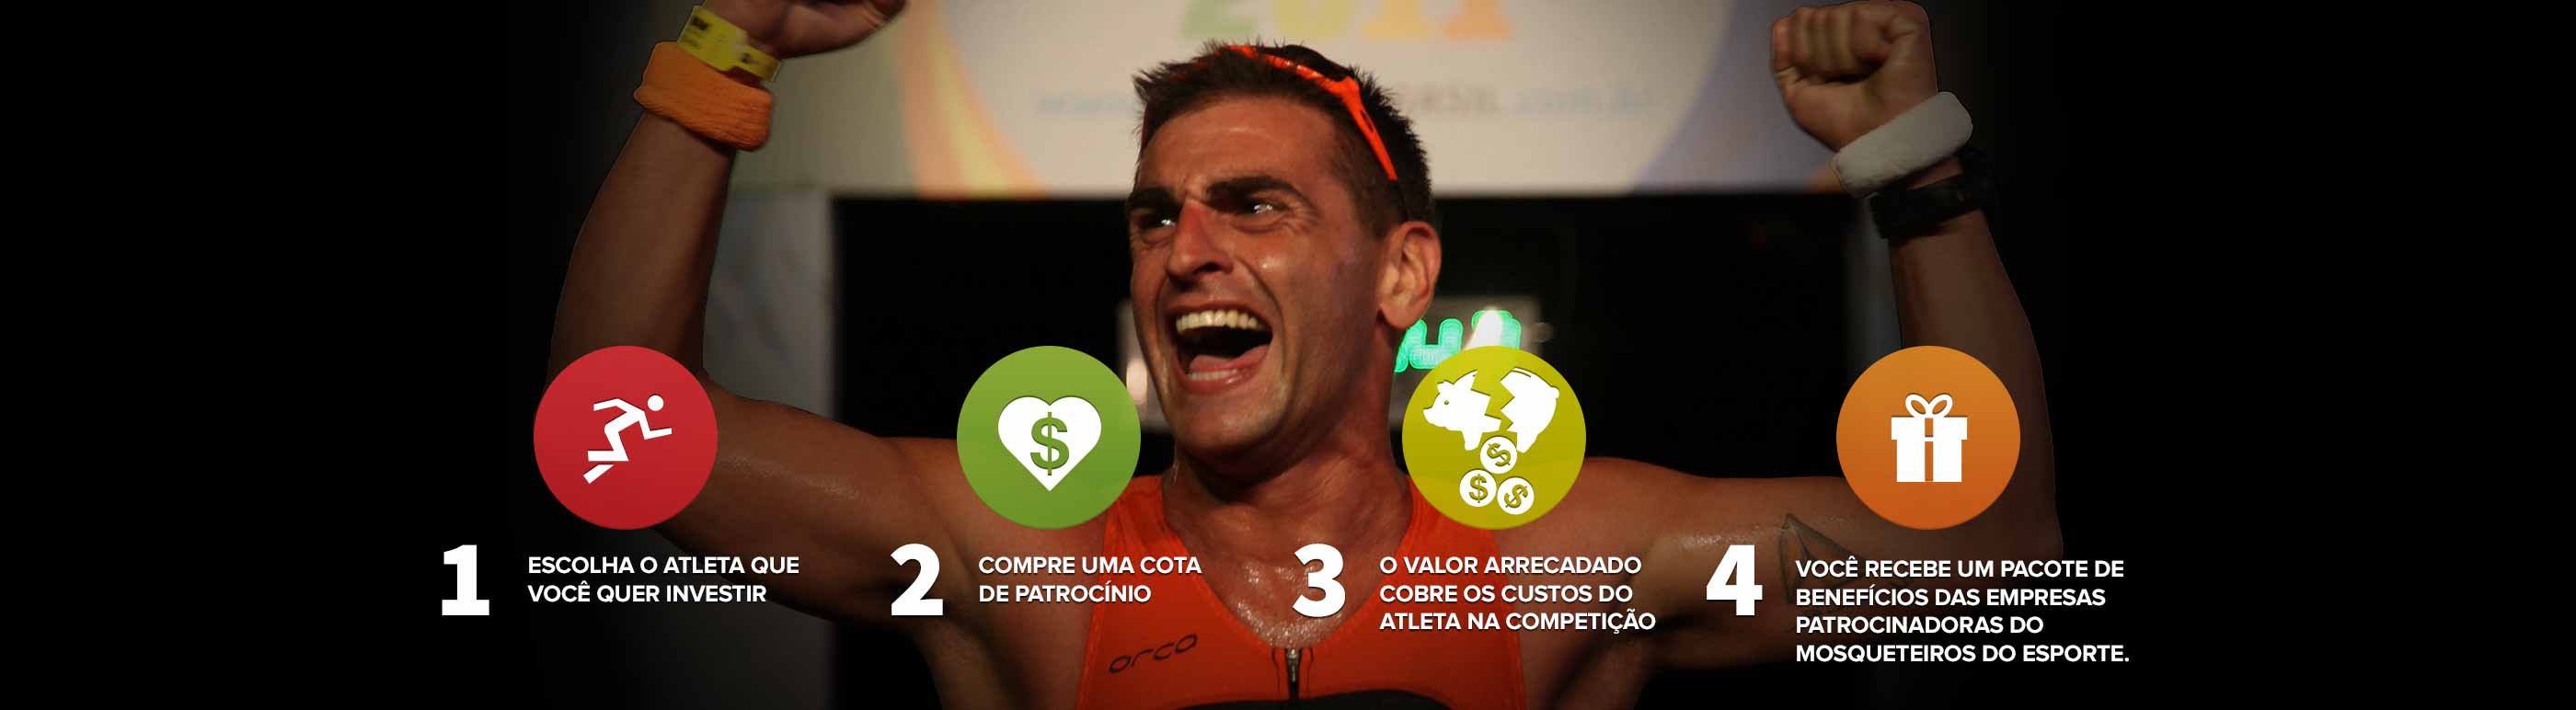 2011
1
ESCOLHA O ATLETA QUE
VOCÊ QUER INVESTIR
2
COMPRE UMA COTA
DE PATROCÍNIO
3
O VALOR ARRECADADO
COBRE OS CUSTOS DO
ATLETA NA COMPETIÇÃO
4
VOCÊ RECEBE UM PACOTE DE
BENEFÍCIOS DAS EMPRESAS
PATROCINADORAS DO
MOSQUETEIROS DO ESPORTE.
orca